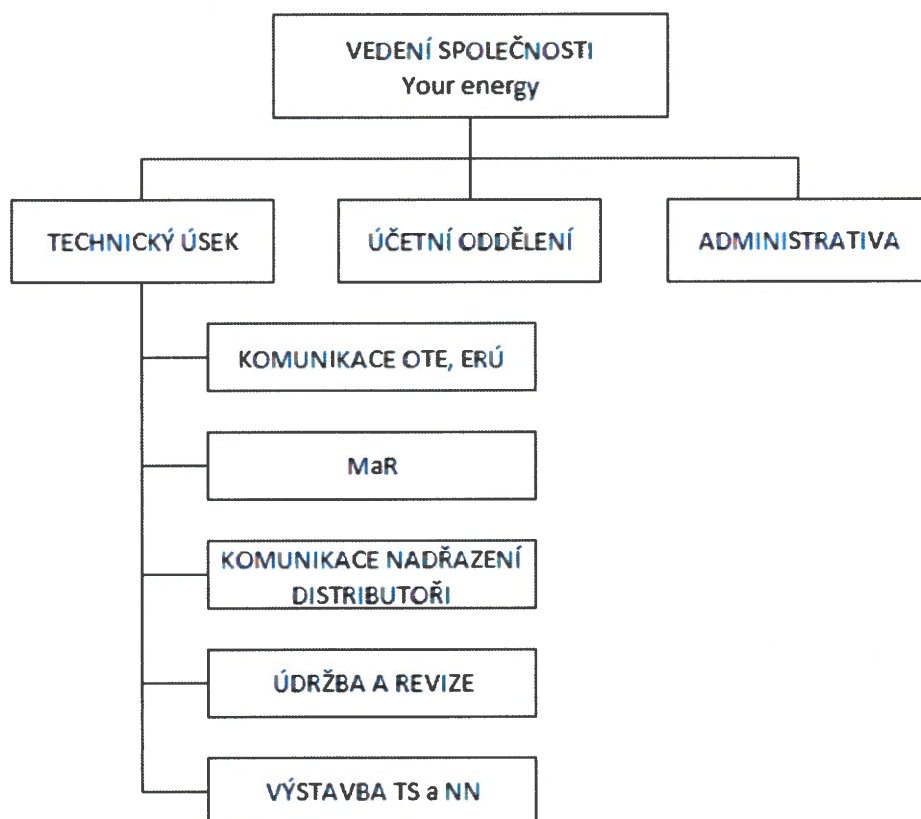 VEDENÍ SPOLEČNOSTI
Your energy
TECHNICKÝ ÚSEK
ÚČETNÍ ODDĚLENÍ
ADMINISTRATIVA
KOMUNIKACE OTE, ERÚ
MaR
KOMUNIKACE NADŘAZENÍ
DISTRIBUTOŘI
ÚDRŽBA A REVIZE
VÝSTAVBA TS a NN